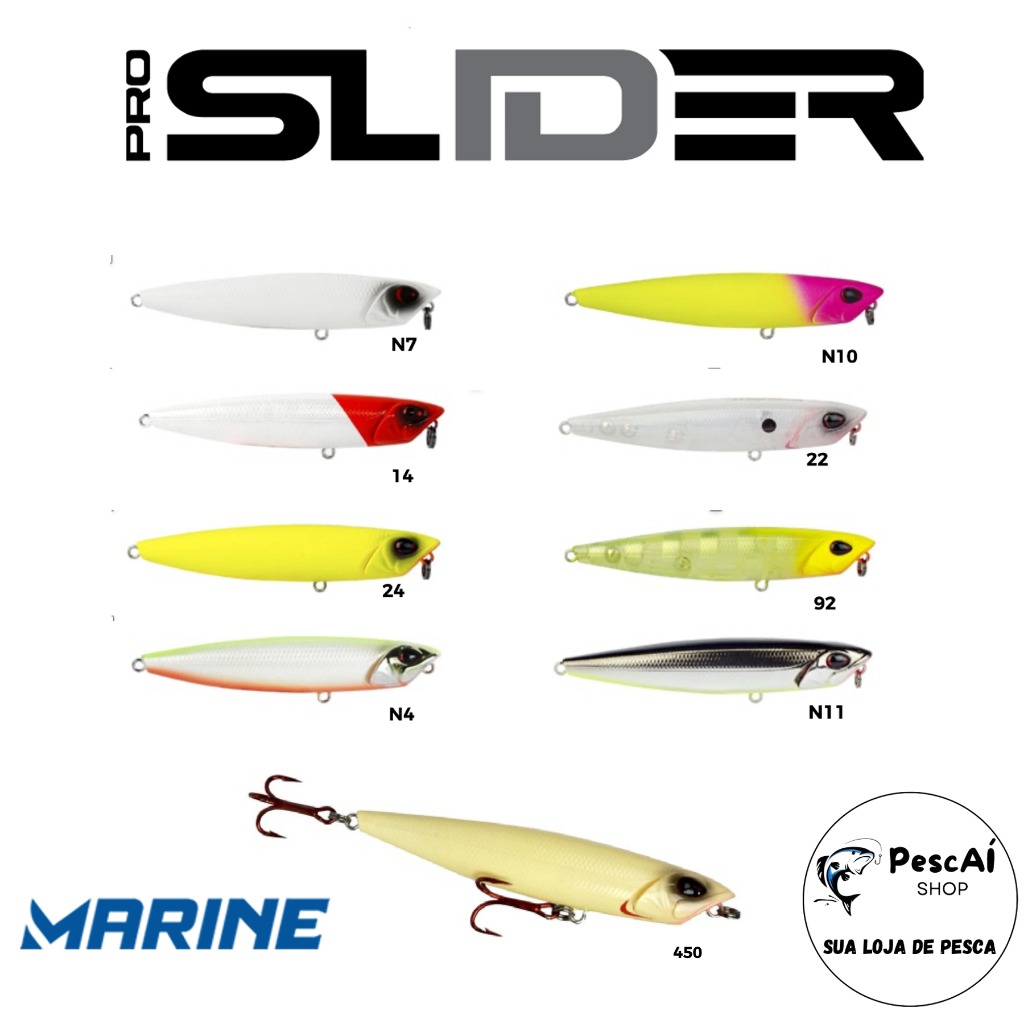 PRO SLIDER
N7
N10
14
22
24
92
N4
N11
450
MARINE
PescAÍ
SHOP
SUA LOJA DE PESCA